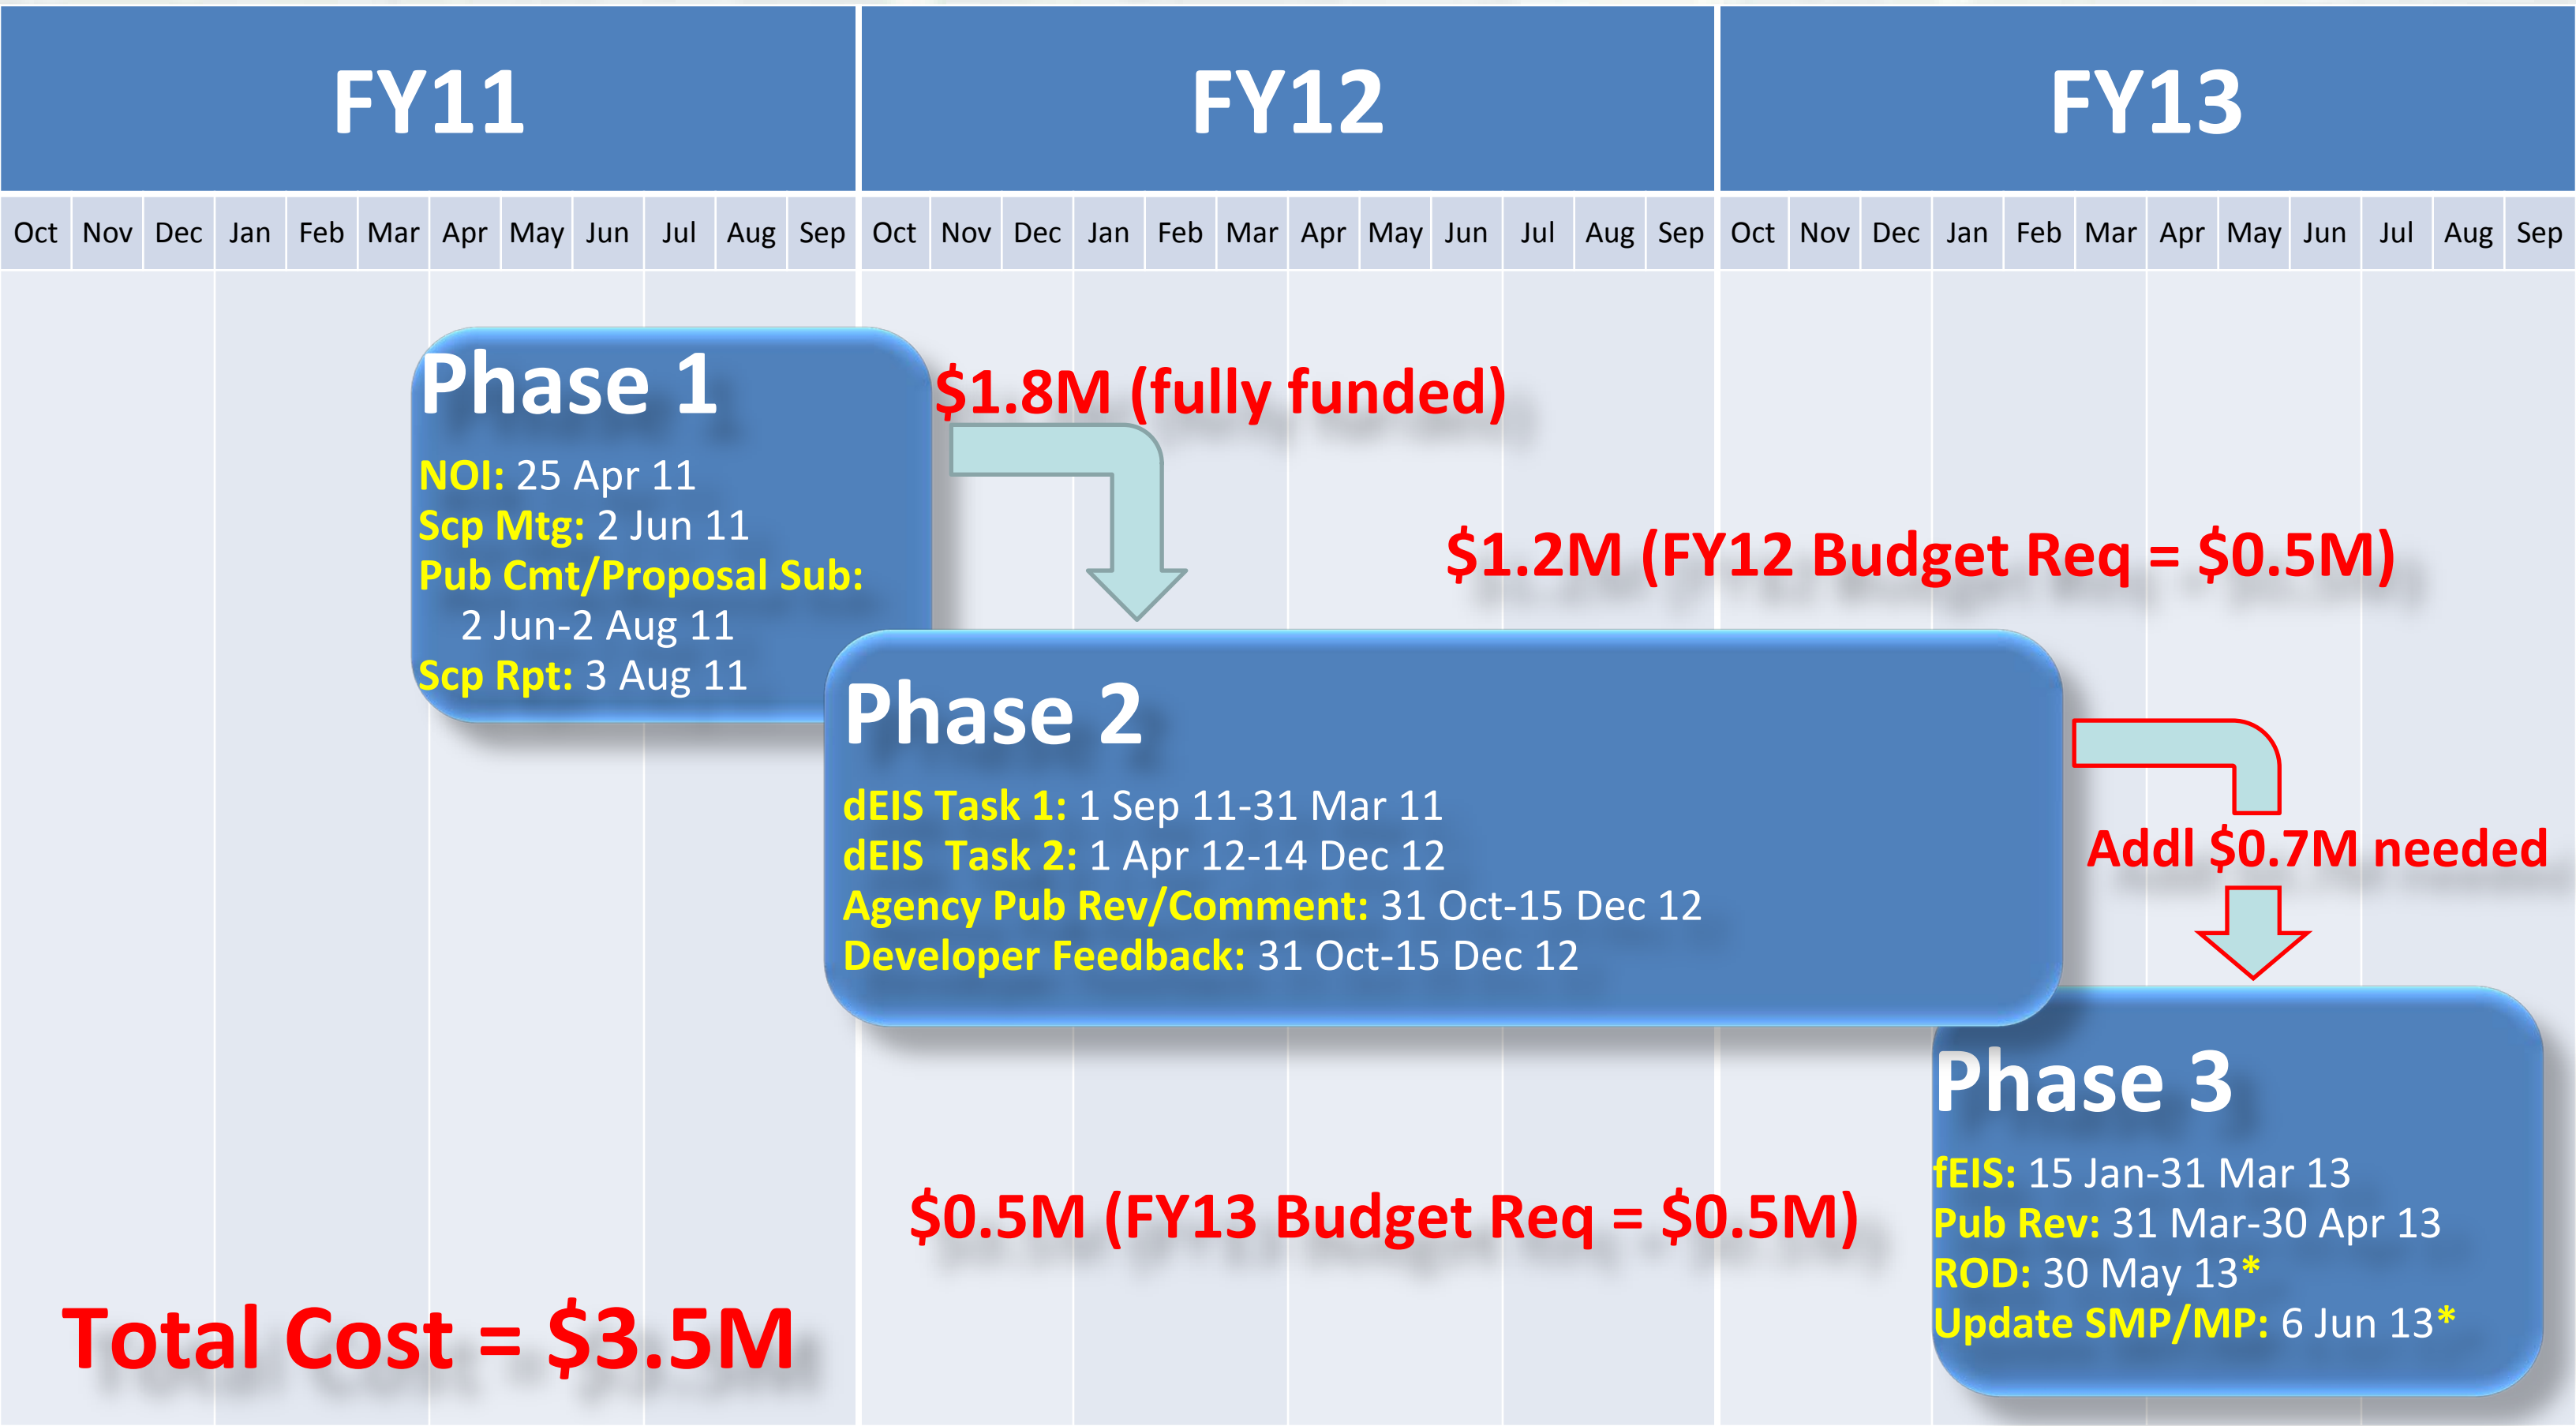 FY11 FY12 FY13
Oct Nov Dec Jan Feb Mar Apr May Jun Jul Aug Sep Oct Nov Dec Jan Feb Mar Apr May Jun Jul Aug Sep Oct Nov Dec Jan Feb Mar Apr May Jun Jul Aug Sep
Phase 1
NOI: 25 Apr 11
Scp Mtg: 2 Jun 11
Pub Cmt/Proposal Sub:
2 Jun-2 Aug 11
Scp Rpt: 3 Aug 11
$1.8M (fully funded)
$1.2M (FY12 Budget Req = $0.5M)
Phase 2
dEIS Task 1: 1 Sep 11-31 Mar 11
dEIS Task 2: 1 Apr 12-14 Dec 12
Agency Pub Rev/Comment: 31 Oct-15 Dec 12
Developer Feedback: 31 Oct-15 Dec 12
Addl $0.7M needed
Phase 3
fEIS: 15 Jan-31 Mar 13
Pub Rev: 31 Mar-30 Apr 13
ROD: 30 May 13*
Update SMP/MP: 6 Jun 13*
$0.5M (FY13 Budget Req = $0.5M)
Total Cost = $3.5M